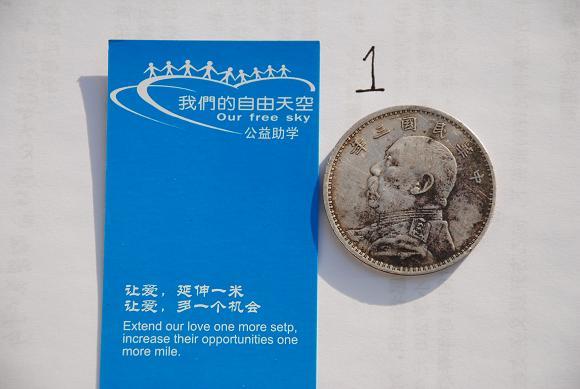 我們的自由天空
Our free sky
公益助学
让爱，延伸一米
让爱，多一个机会
Extend our love one more setp,
increase their opportunities one
more mile.
1
年三國民華中